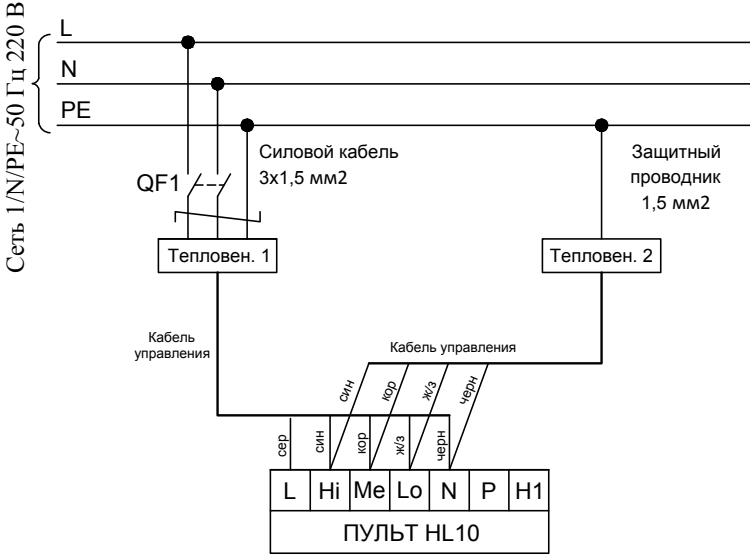 Сеть 1/N/PE~50 Гц 220 В
L
N
PE
QF1
Силовой кабель
3х1,5 мм2
Защитный
проводник
1,5 мм2
Тепловен. 1
Тепловен. 2
Кабель
управления
Кабель управления
син
кор
ж/з
черн
сер
син
кор
ж/з
черн
L Hi Me Lo N P H1
ПУЛЬТ HL10